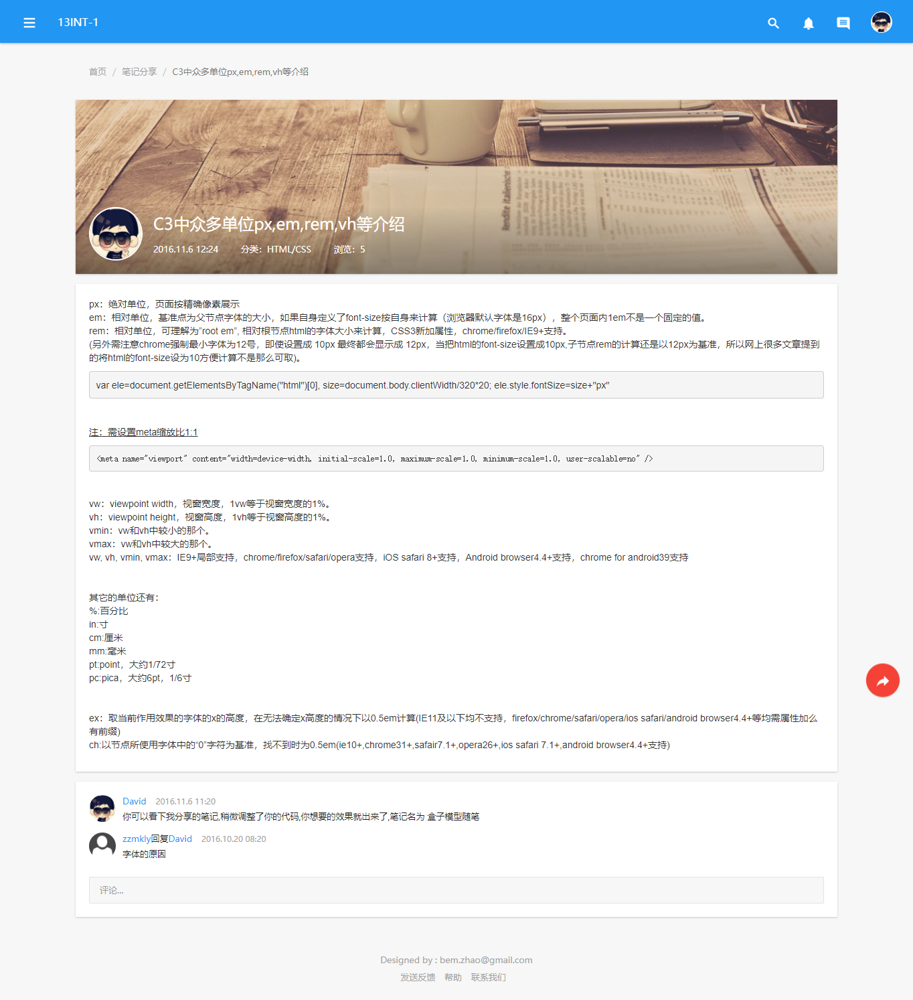 13INT-1
首页 / 笔记分享 / C3中众多单位px,em,rem,vh等介绍
Rendite italienische
C3中众多单位px,em,rem,vh等介绍
2016.11.6 12:24 分类：HTML/CSS 浏览：5
px：绝对单位，页面按精确像素展示
em：相对单位，基准点为父节点字体的大小，如果自身定义了font-size按自身来计算（浏览器默认字体是16px），整个页面内1em不是一个固定的值。
rem：相对单位，可理解为”root em”, 相对根节点html的字体大小来计算，CSS3新加属性，chrome/firefox/IE9+支持。
(另外需注意chrome强制最小字体为12号，即使设置成 10px 最终都会显示成 12px，当把html的font-size设置成10px,子节点rem的计算还是以12px为基准，所以网上很多文章提到
的将html的font-size设为10方便计算不是那么可取)。
var ele=document.getElementsByTagName("html")[0], size=document.body.clientWidth/320*20; ele.style.fontSize=size+"px"
注：需设置meta缩放比1:1
<meta name="viewport" content="width=device-width, initial-scale=1.0, maximum-scale=1.0, minimum-scale=1.0, user-scalable=no" />
vw：viewpoint width，视窗宽度，1vw等于视窗宽度的1%。
vh：viewpoint height，视窗高度，1vh等于视窗高度的1%。
vmin：vw和vh中较小的那个。
vmax：vw和vh中较大的那个。
vw, vh, vmin, vmax：IE9+局部支持，chrome/firefox/safari/opera支持，iOS safari 8+支持，Android browser4.4+支持，chrome for android39支持
其它的单位还有：
%:百分比
in:寸
cm:厘米
mm:毫米
pt:point，大约1/72寸
pc:pica，大约6pt，1/6寸
ex：取当前作用效果的字体的x的高度，在无法确定x高度的情况下以0.5em计算(IE11及以下均不支持，firefox/chrome/safari/opera/ios safari/android browser4.4+等均需属性加么
有前缀)
ch:以节点所使用字体中的“0”字符为基准，找不到时为0.5em(ie10+,chrome31+,safair7.1+,opera26+,ios safari 7.1+,android browser4.4+支持)
David 2016.11.6 11:20
你可以看下我分享的笔记,稍微调整了你的代码,你想要的效果就出来了,笔记名为 盒子模型随笔
zzmkly回复David 2016.10.20 08:20
字体的原因
评论...
Designed by : bem.zhao@gmail.com
发送反馈 帮助 联系我们